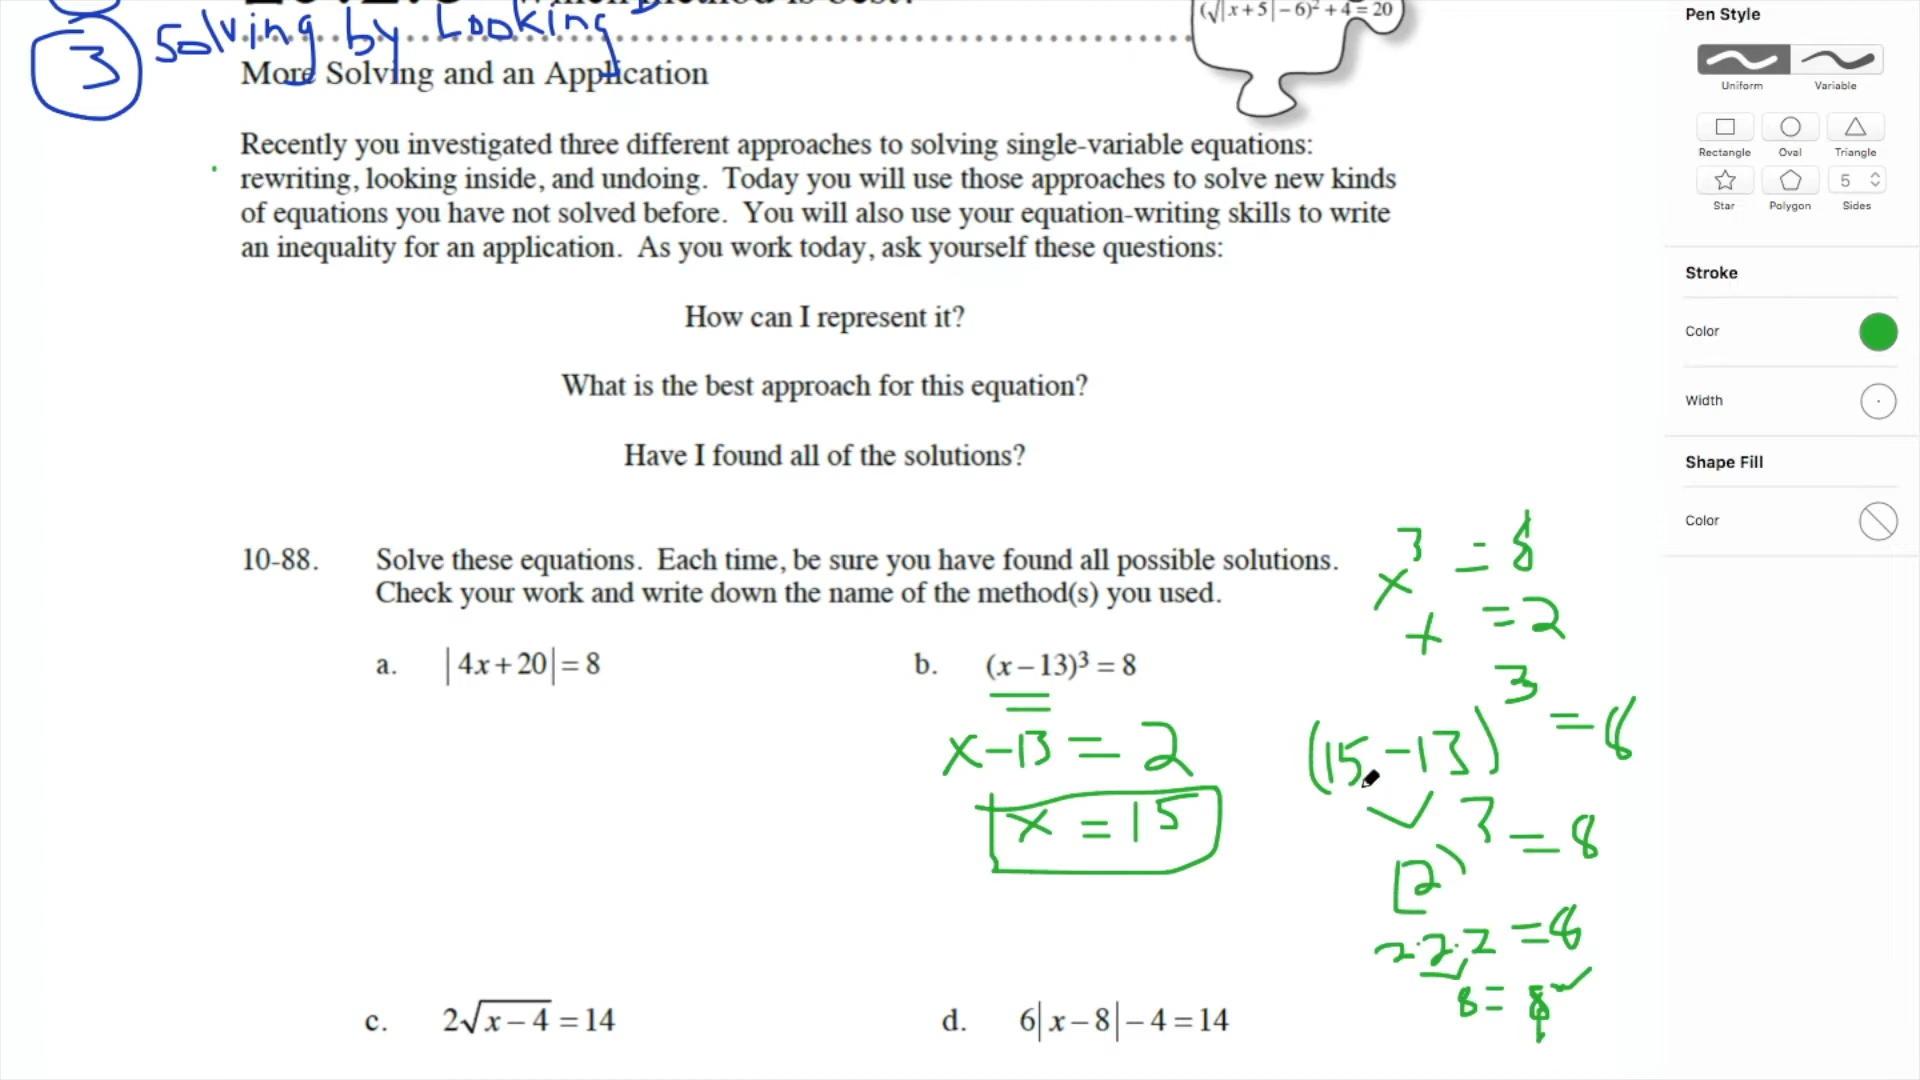 (√|x+5|−6)² + 4 = 20
③ Solving by Looking
More Solving and an Application
Recently you investigated three different approaches to solving single-variable equations:
rewriting, looking inside, and undoing. Today you will use those approaches to solve new kinds
of equations you have not solved before. You will also use your equation-writing skills to write
an inequality for an application. As you work today, ask yourself these questions:
How can I represent it?
What is the best approach for this equation?
Have I found all of the solutions?
10-88. Solve these equations. Each time, be sure you have found all possible solutions.
Check your work and write down the name of the method(s) you used.
a. |4x+20| = 8
b. (x−13)³ = 8
x−13 = 2
x = 15
x³ = 8
x = 2
(15−13)³ = 8
(2)³ = 8
2·2·2 = 8
8 = 8
c. 2√x−4 = 14
d. 6|x−8|−4 = 14
Pen Style
Uniform Variable
Rectangle Oval Triangle
5
Star Polygon Sides
Stroke
Color
Width
Shape Fill
Color